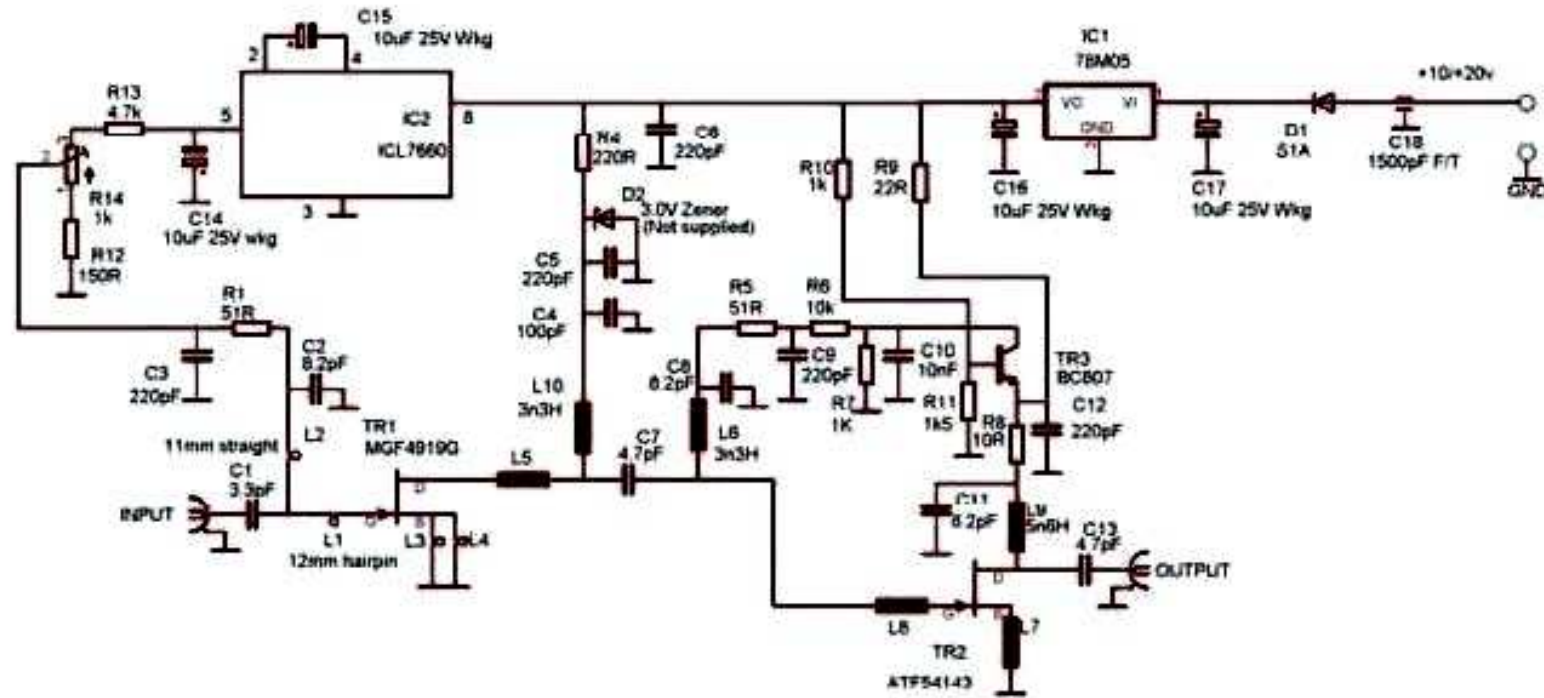 C15
10uF 25V Wkg
2
4
IC1
78M05
+10/+20v
R13
4.7k
5
IC2
8
ICL7660
VO
VI
GND
R4
220R
C6
220pF
R10
1k
R9
22R
D1
S1A
C18
1500pF F/T
GND
2
R14
1k
C14
10uF 25V wkg
3
D2
3.0V Zener
(Not supplied)
C16
10uF 25V Wkg
C17
10uF 25V Wkg
R12
150R
C5
220pF
R1
51R
C4
100pF
R5
51R
R6
10k
C3
220pF
C2
8.2pF
C8
8.2pF
C9
220pF
C10
10nF
TR3
BC807
L10
3n3H
R7
1K
R11
1k5
R8
10R
C12
220pF
11mm straight
L2
TR1
MGF4919G
L5
C7
4.7pF
L6
3n3H
C1
3.3pF
INPUT
D
G
S
L1
12mm hairpin
L3
L4
C11
8.2pF
L9
5n6H
C13
4.7pF
OUTPUT
D
G
S
L8
L7
TR2
ATF54143